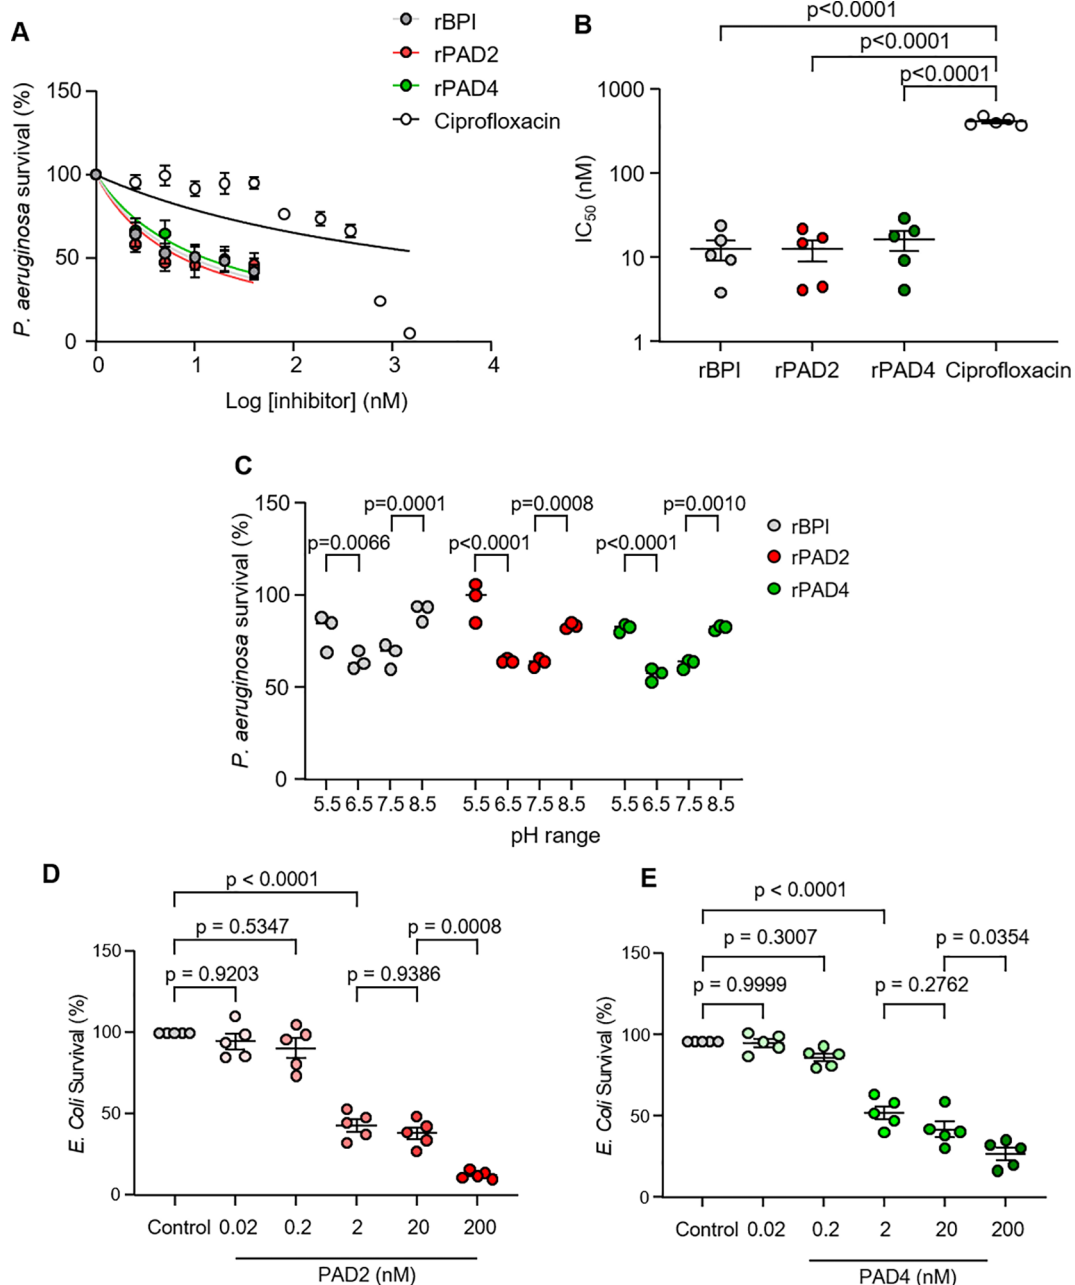 A
rBPI
rPAD2
rPAD4
Ciprofloxacin
P. aeruginosa survival (%)
150
100
50
0
0 1 2 3 4
Log [inhibitor] (nM)
B
p<0.0001
p<0.0001
p<0.0001
IC50 (nM)
1000
100
10
1
rBPI rPAD2 rPAD4 Ciprofloxacin
C
P. aeruginosa survival (%)
150
100
50
0
p=0.0001 p=0.0008 p=0.0010
p=0.0066 p<0.0001 p<0.0001
rBPI
rPAD2
rPAD4
5.5 6.5 7.5 8.5 5.5 6.5 7.5 8.5 5.5 6.5 7.5 8.5
pH range
D
p < 0.0001
p = 0.5347 p = 0.0008
p = 0.9203 p = 0.9386
E. Coli Survival (%)
150
100
50
0
Control 0.02 0.2 2 20 200
PAD2 (nM)
E
p < 0.0001
p = 0.3007 p = 0.0354
p = 0.9999 p = 0.2762
E. Coli Survival (%)
150
100
50
0
Control 0.02 0.2 2 20 200
PAD4 (nM)